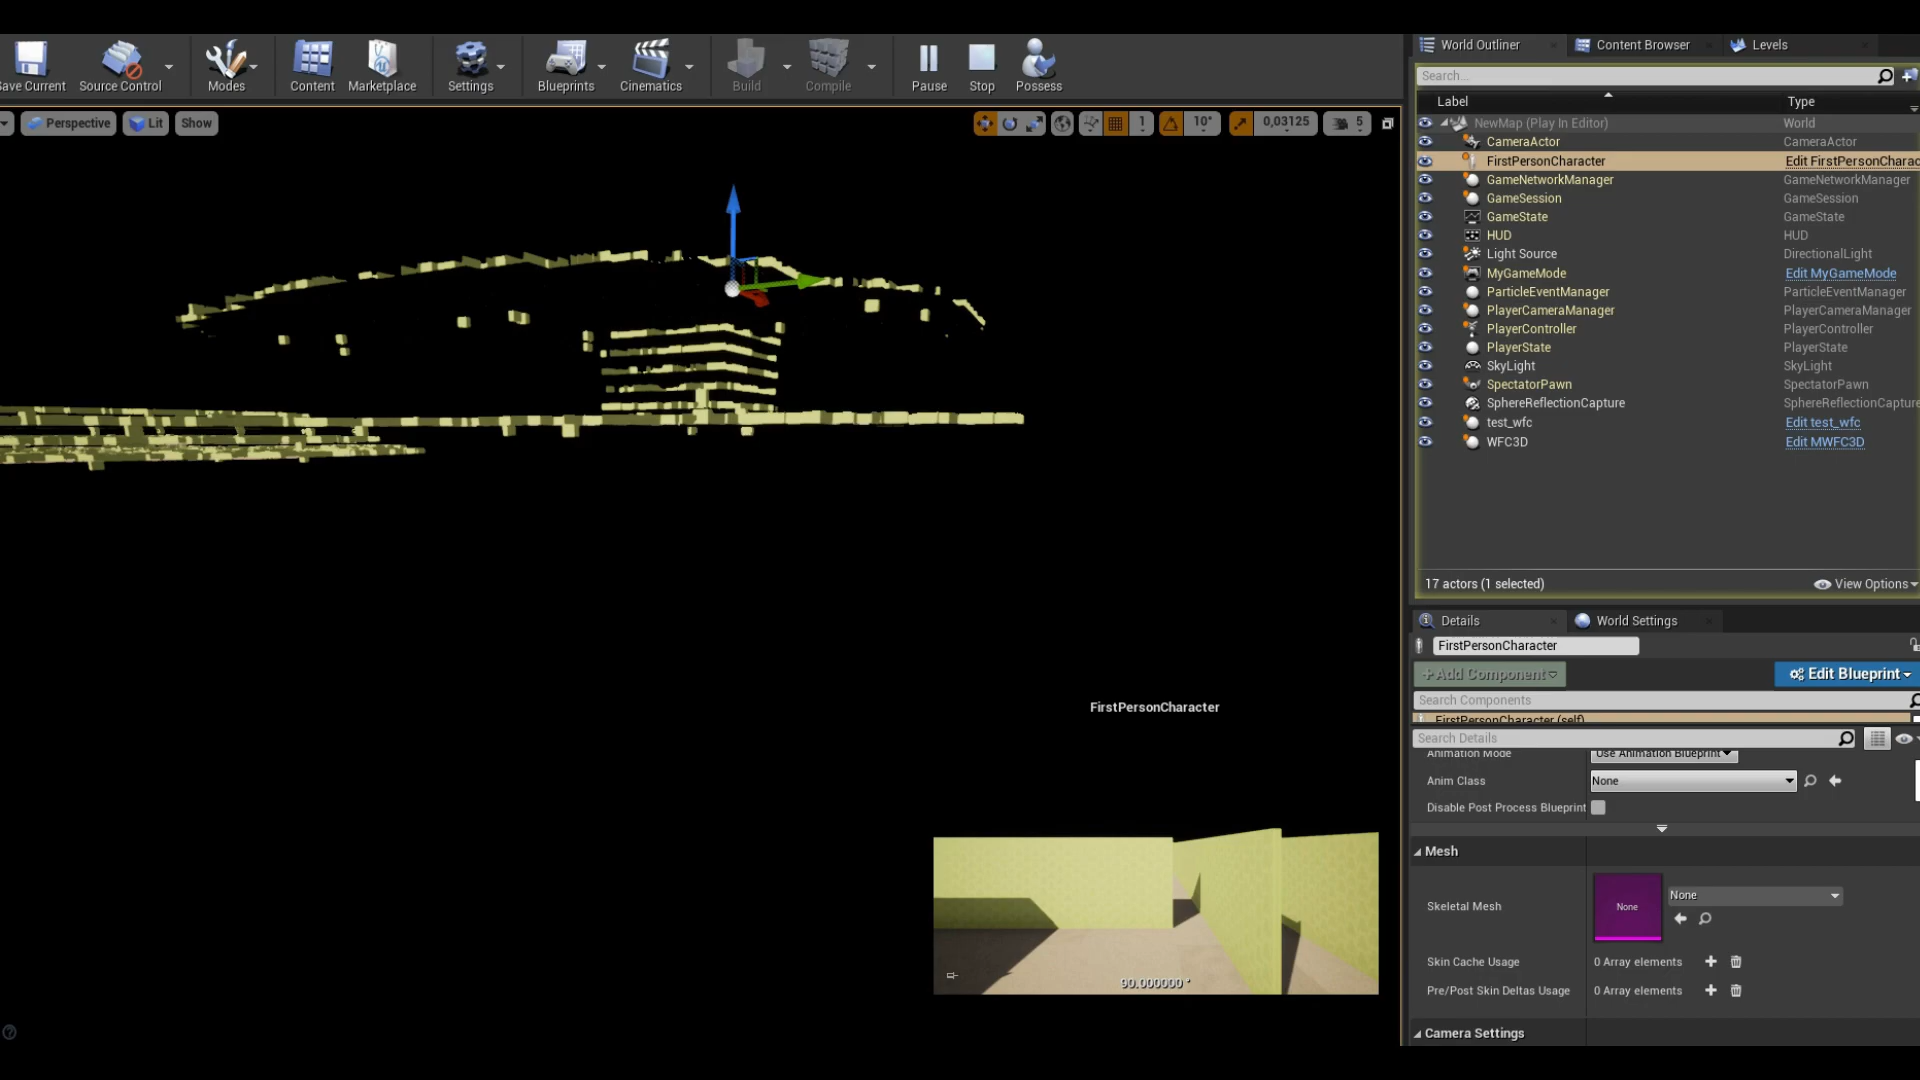 Save Current Source Control Modes Content Marketplace Settings Blueprints Cinematics Build Compile Pause Stop Possess
Perspective Lit Show 1 10° 0,03125 5
World Outliner Content Browser Levels
Search...
Label Type
NewMap (Play In Editor) World
CameraActor CameraActor
FirstPersonCharacter Edit FirstPersonCharac
GameNetworkManager GameNetworkManager
GameSession GameSession
GameState GameState
HUD HUD
Light Source DirectionalLight
MyGameMode Edit MyGameMode
ParticleEventManager ParticleEventManager
PlayerCameraManager PlayerCameraManager
PlayerController PlayerController
PlayerState PlayerState
SkyLight SkyLight
SpectatorPawn SpectatorPawn
SphereReflectionCapture SphereReflectionCapture
test_wfc Edit test_wfc
WFC3D Edit MWFC3D
17 actors (1 selected) View Options
Details World Settings
FirstPersonCharacter
+Add Component Edit Blueprint
Search Components
FirstPersonCharacter (self)
Search Details
Animation Mode Use Animation Blueprint
Anim Class None
Disable Post Process Blueprint
Mesh
Skeletal Mesh None None
Skin Cache Usage 0 Array elements
Pre/Post Skin Deltas Usage 0 Array elements
Camera Settings
FirstPersonCharacter
90.000000 °